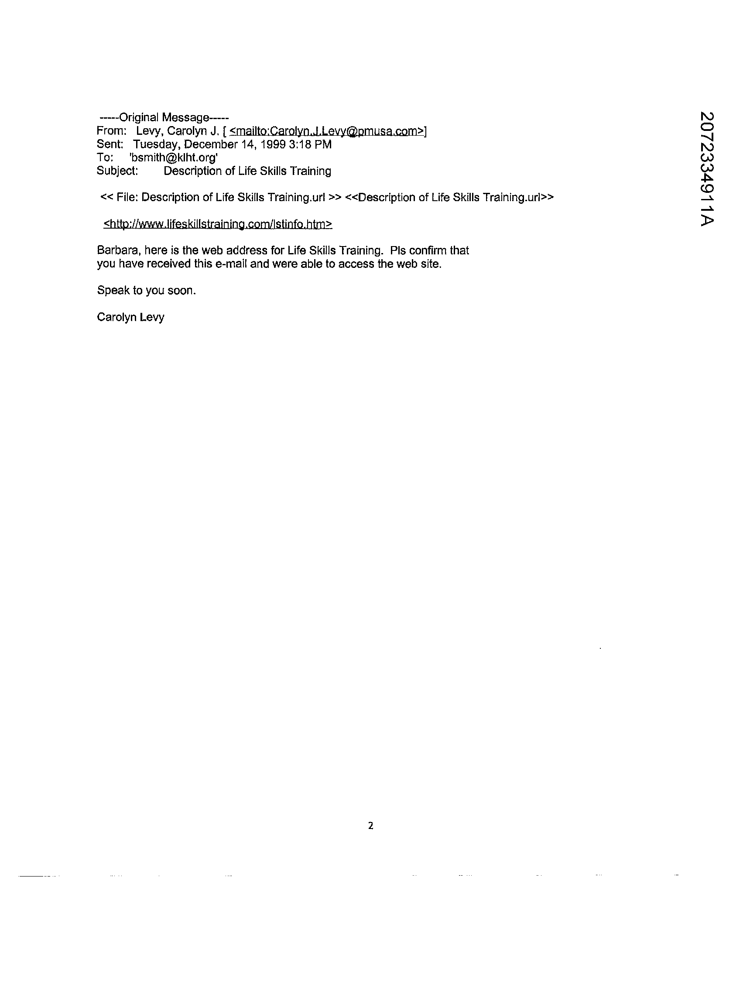 -----Original Message-----
From: Levy, Carolyn J. [ <mailto:Carolyn.J.Levy@pmusa.com>]
Sent: Tuesday, December 14, 1999 3:18 PM
To: 'bsmith@klht.org'
Subject: Description of Life Skills Training
<< File: Description of Life Skills Training.url >> <<Description of Life Skills Training.url>>
<http://www.lifeskillstraining.com/lstinfo.htm>
Barbara, here is the web address for Life Skills Training. Pls confirm that
you have received this e-mail and were able to access the web site.
Speak to you soon.
Carolyn Levy
2
2072334911A